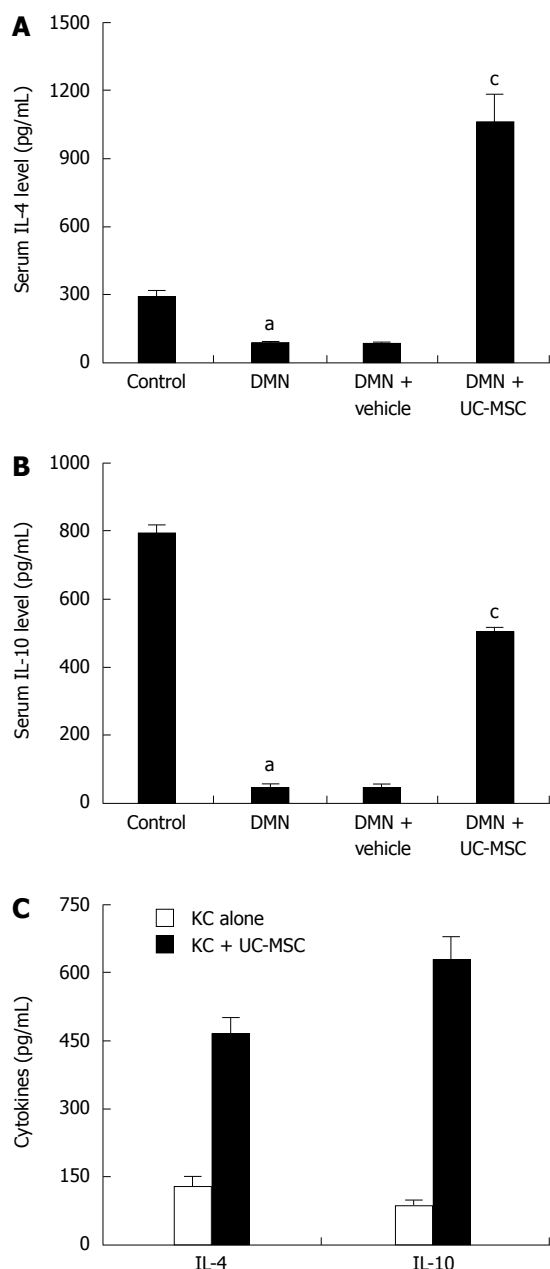 A
Serum IL-4 level (pg/mL)
1500
1200
900
600
300
0
a
c
Control
DMN
DMN +
vehicle
DMN +
UC-MSC
B
Serum IL-10 level (pg/mL)
1000
800
600
400
200
0
a
c
Control
DMN
DMN +
vehicle
DMN +
UC-MSC
C
Cytokines (pg/mL)
750
600
450
300
150
0
KC alone
KC + UC-MSC
IL-4
IL-10